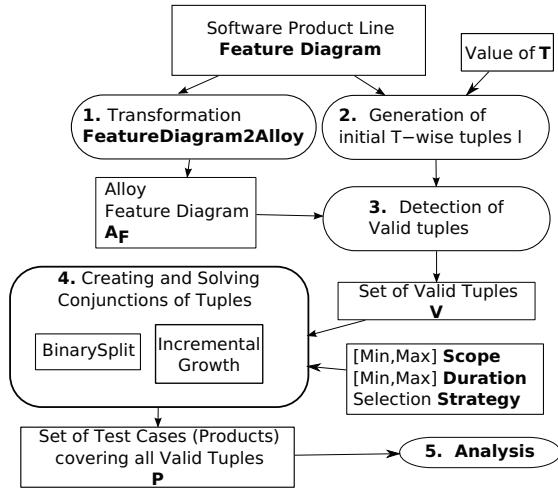 Software Product Line
Feature Diagram
Value of T
1. Transformation
FeatureDiagram2Alloy
2. Generation of
initial T−wise tuples I
Alloy
Feature Diagram
AF
3. Detection of
Valid tuples
4. Creating and Solving
Conjunctions of Tuples
BinarySplit
Incremental
Growth
Set of Valid Tuples
V
[Min,Max] Scope
[Min,Max] Duration
Selection Strategy
Set of Test Cases (Products)
covering all Valid Tuples
P
5. Analysis